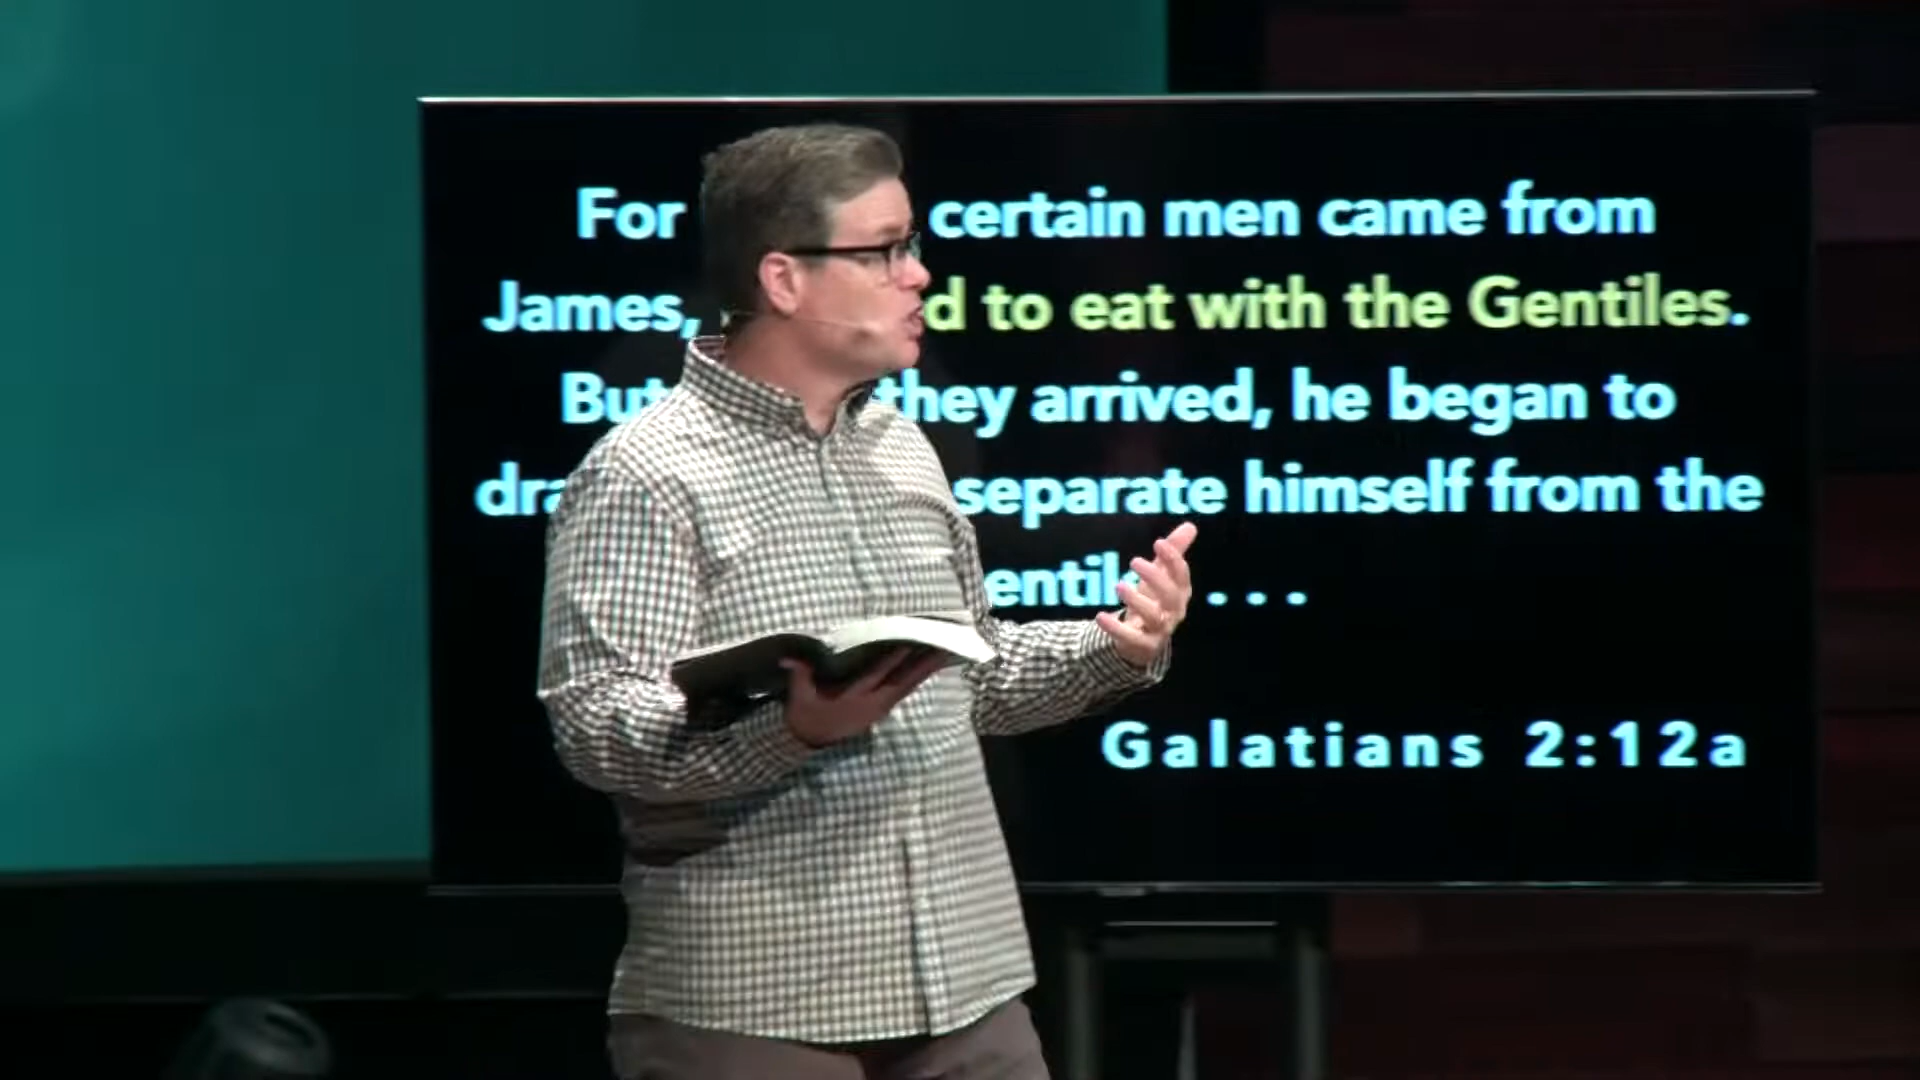 For certain men came from
James, to eat with the Gentiles.
But they arrived, he began to
separate himself from the
. . .
Galatians 2:12a